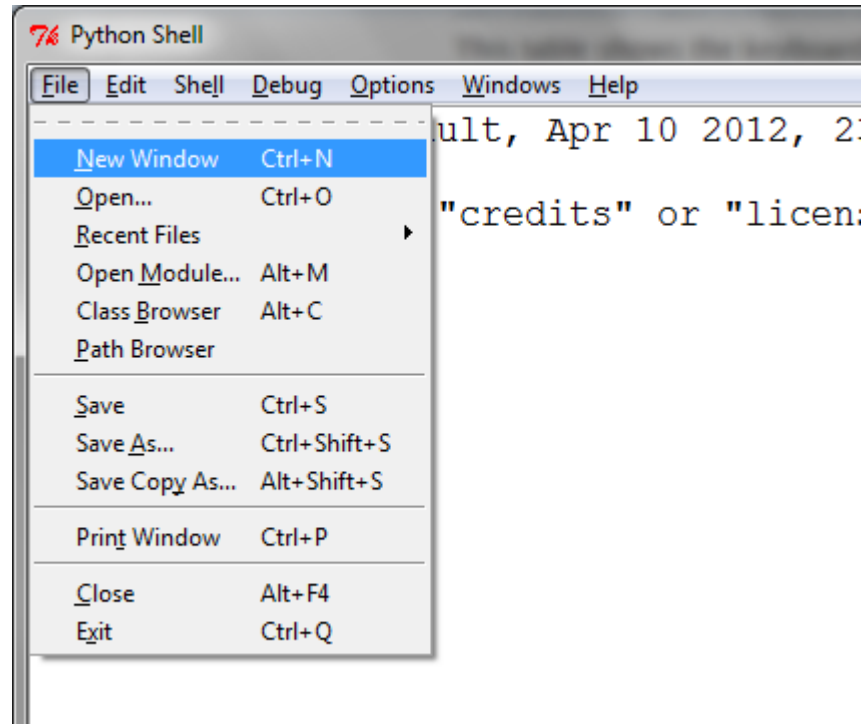 Python Shell
File Edit Shell Debug Options Windows Help
ult, Apr 10 2012,
New Window Ctrl+N
Open... Ctrl+O
"credits" or
Recent Files
Open Module... Alt+M
Class Browser Alt+C
Path Browser
Save Ctrl+S
Save As... Ctrl+Shift+S
Save Copy As... Alt+Shift+S
Print Window Ctrl+P
Close Alt+F4
Exit Ctrl+Q